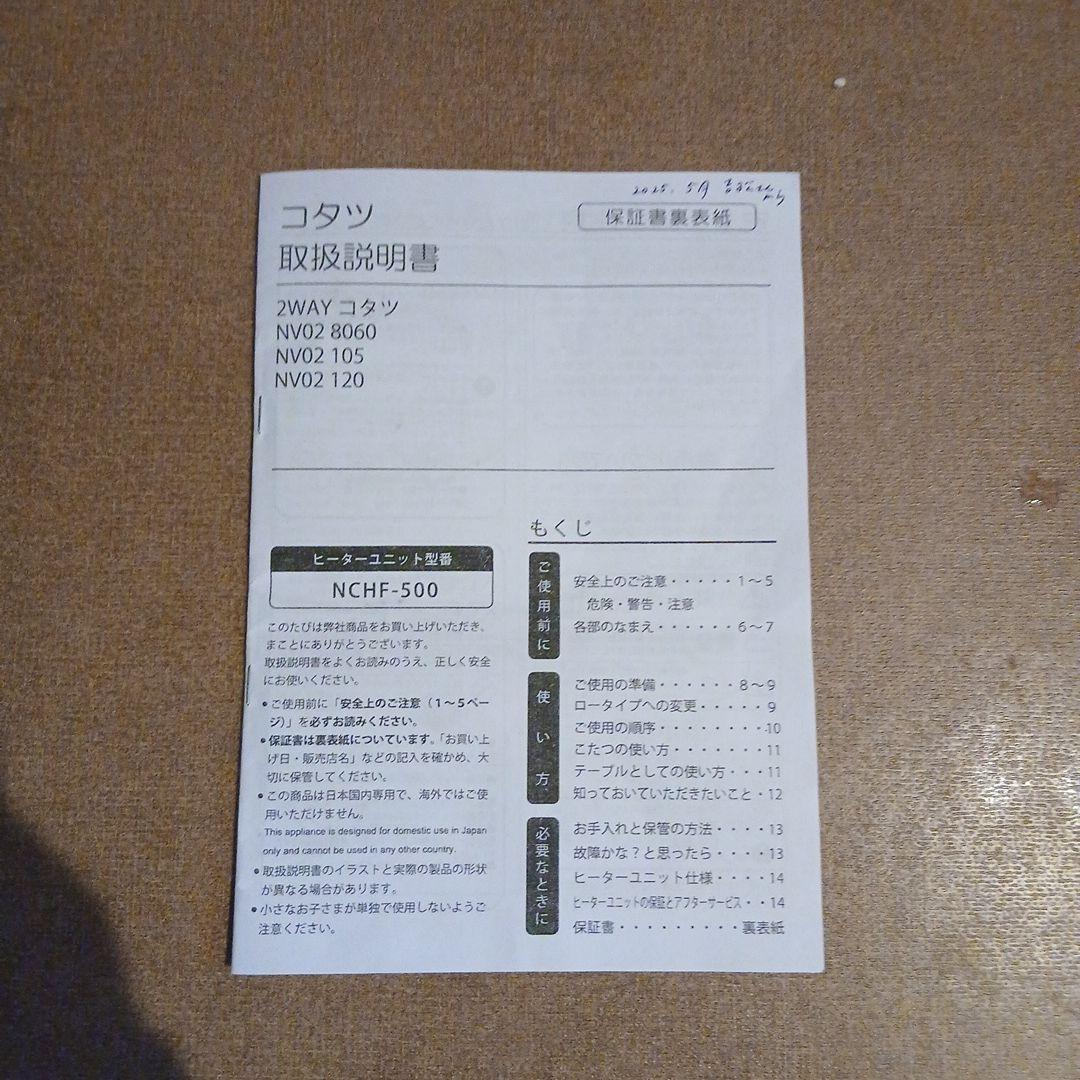 2025. 5月
保証書裏表紙
コタツ
取扱説明書
2WAY コタツ
NV02 8060
NV02 105
NV02 120
ヒーターユニット型番
NCHF-500
このたびは弊社商品をお買い上げいただき、
まことにありがとうございます。
取扱説明書をよくお読みのうえ、正しく安全
にお使いください。
●ご使用前に「安全上のご注意（1～5ペー
ジ）」を必ずお読みください。
●保証書は裏表紙についています。「お買い上
げ日・販売店名」などの記入を確かめ、大
切に保管してください。
●この商品は日本国内専用で、海外ではご使
用いただけません。
This appliance is designed for domestic use in Japan
only and cannot be used in any other country.
●取扱説明書のイラストと実際の製品の形状
が異なる場合があります。
●小さなお子さまが単独で使用しないようご
注意ください。
もくじ
ご使用前に
安全上のご注意・・・・・1～5
危険・警告・注意
各部のなまえ・・・・・・6～7
使い方
ご使用の準備・・・・・・8～9
ロータイプへの変更・・・・・9
ご使用の順序・・・・・・・・10
こたつの使い方・・・・・・・11
テーブルとしての使い方・・・11
知っておいていただきたいこと・12
必要なときに
お手入れと保管の方法・・・・13
故障かな？と思ったら・・・・13
ヒーターユニット仕様・・・・14
ヒーターユニットの保証とアフターサービス・・14
保証書・・・・・・・・・裏表紙